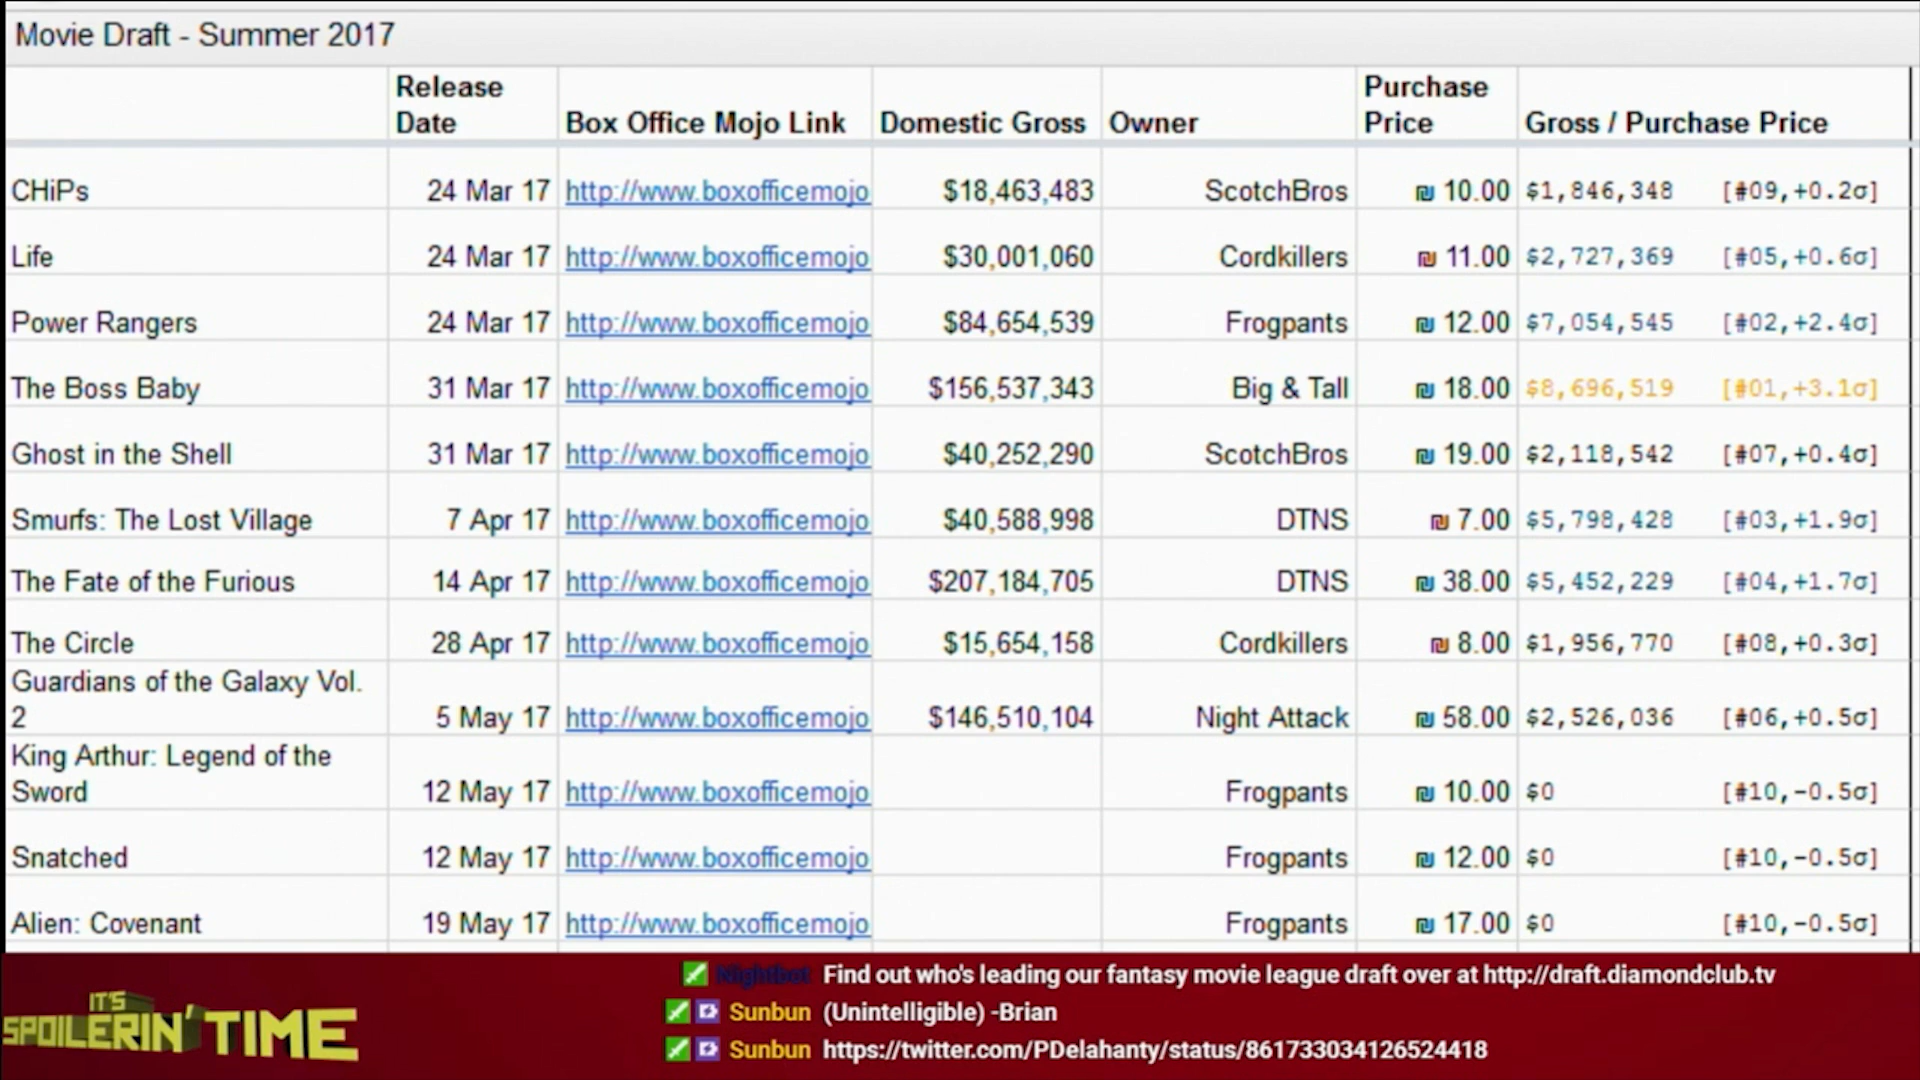 Movie Draft - Summer 2017
Release Date Box Office Mojo Link Domestic Gross Owner Purchase Price Gross / Purchase Price
CHiPs 24 Mar 17 http://www.boxofficemojo $18,463,483 ScotchBros ₪ 10.00 $1,846,348 [#09,+0.2σ]
Life 24 Mar 17 http://www.boxofficemojo $30,001,060 Cordkillers ₪ 11.00 $2,727,369 [#05,+0.6σ]
Power Rangers 24 Mar 17 http://www.boxofficemojo $84,654,539 Frogpants ₪ 12.00 $7,054,545 [#02,+2.4σ]
The Boss Baby 31 Mar 17 http://www.boxofficemojo $156,537,343 Big & Tall ₪ 18.00 $8,696,519 [#01,+3.1σ]
Ghost in the Shell 31 Mar 17 http://www.boxofficemojo $40,252,290 ScotchBros ₪ 19.00 $2,118,542 [#07,+0.4σ]
Smurfs: The Lost Village 7 Apr 17 http://www.boxofficemojo $40,588,998 DTNS ₪ 7.00 $5,798,428 [#03,+1.9σ]
The Fate of the Furious 14 Apr 17 http://www.boxofficemojo $207,184,705 DTNS ₪ 38.00 $5,452,229 [#04,+1.7σ]
The Circle 28 Apr 17 http://www.boxofficemojo $15,654,158 Cordkillers ₪ 8.00 $1,956,770 [#08,+0.3σ]
Guardians of the Galaxy Vol.
2 5 May 17 http://www.boxofficemojo $146,510,104 Night Attack ₪ 58.00 $2,526,036 [#06,+0.5σ]
King Arthur: Legend of the
Sword 12 May 17 http://www.boxofficemojo Frogpants ₪ 10.00 $0 [#10,-0.5σ]
Snatched 12 May 17 http://www.boxofficemojo Frogpants ₪ 12.00 $0 [#10,-0.5σ]
Alien: Covenant 19 May 17 http://www.boxofficemojo Frogpants ₪ 17.00 $0 [#10,-0.5σ]
IT'S
SPOILERIN' TIME
Nightbot Find out who's leading our fantasy movie league draft over at http://draft.diamondclub.tv
Sunbun (Unintelligible) -Brian
Sunbun https://twitter.com/PDelahanty/status/861733034126524418